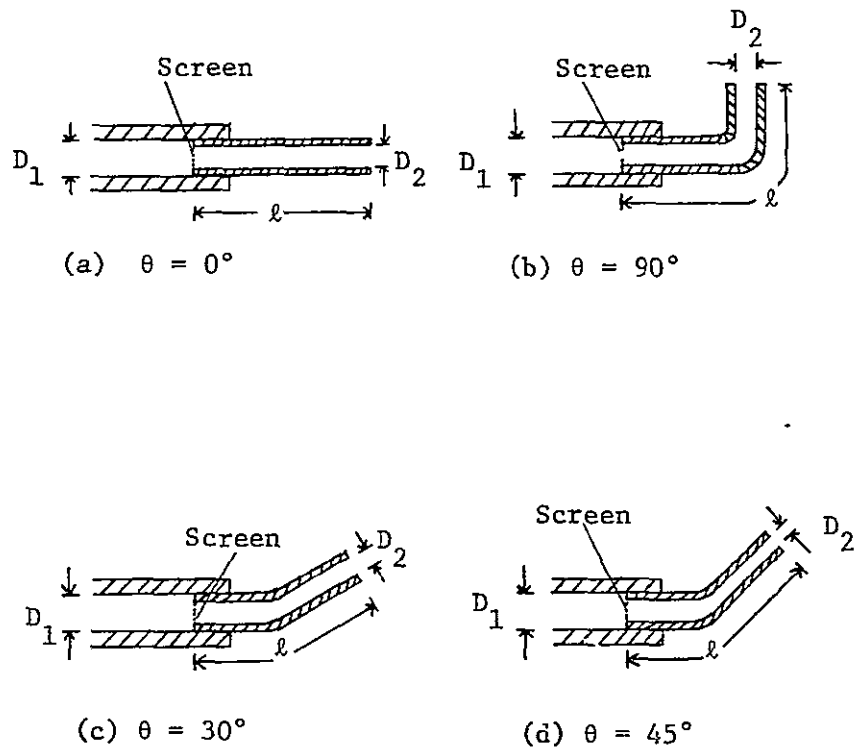 Screen
D1
D2
ℓ
(a) θ = 0°
D2
Screen
D1
ℓ
(b) θ = 90°
Screen
D2
D1
ℓ
(c) θ = 30°
Screen
D2
D1
ℓ
(d) θ = 45°